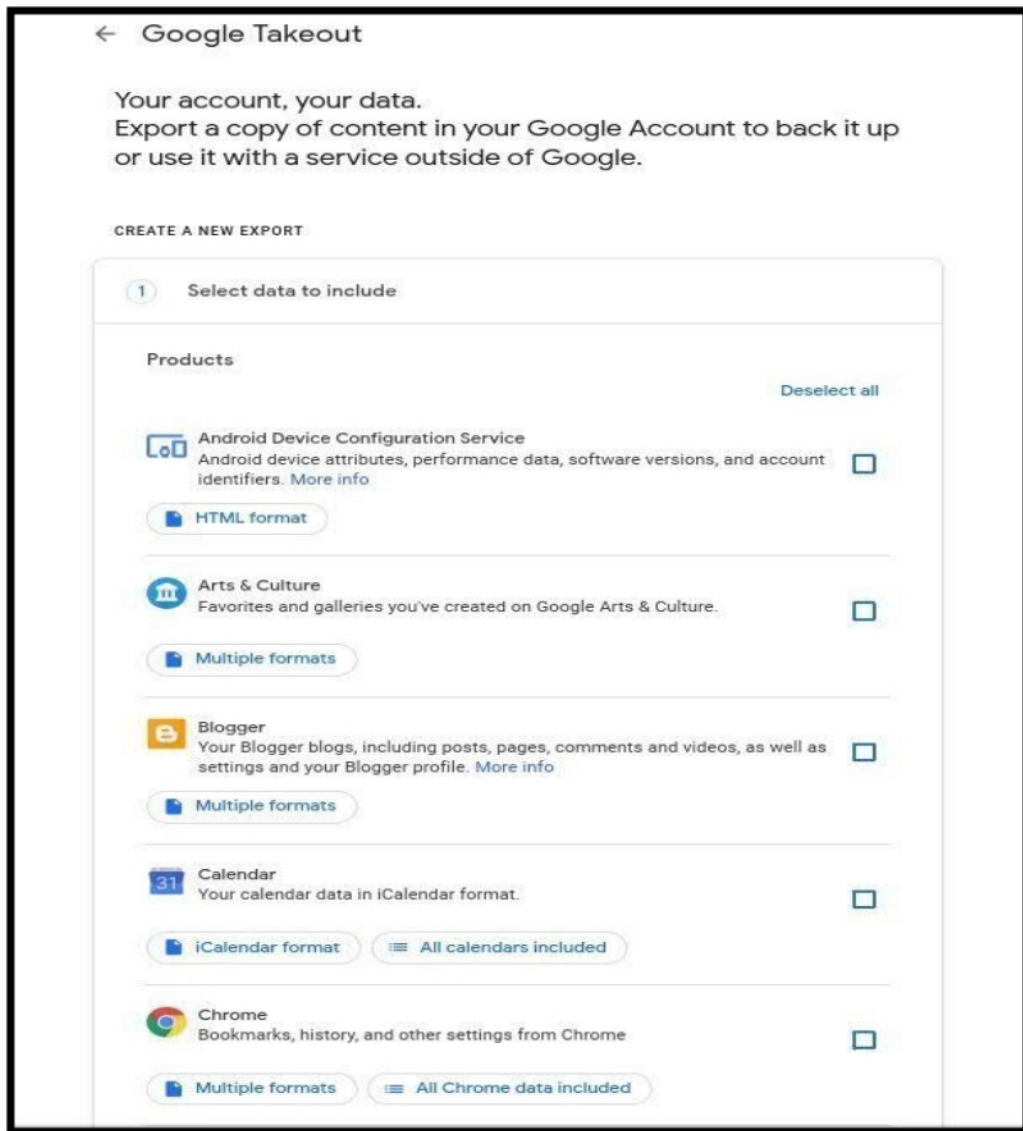 Google Takeout
Your account, your data.
Export a copy of content in your Google Account to back it up
or use it with a service outside of Google.
CREATE A NEW EXPORT
1 Select data to include
Products
Deselect all
Android Device Configuration Service
Android device attributes, performance data, software versions, and account
identifiers. More info
HTML format
Arts & Culture
Favorites and galleries you've created on Google Arts & Culture.
Multiple formats
Blogger
Your Blogger blogs, including posts, pages, comments and videos, as well as
settings and your Blogger profile. More info
Multiple formats
31
Calendar
Your calendar data in iCalendar format.
iCalendar format All calendars included
Chrome
Bookmarks, history, and other settings from Chrome
Multiple formats All Chrome data included